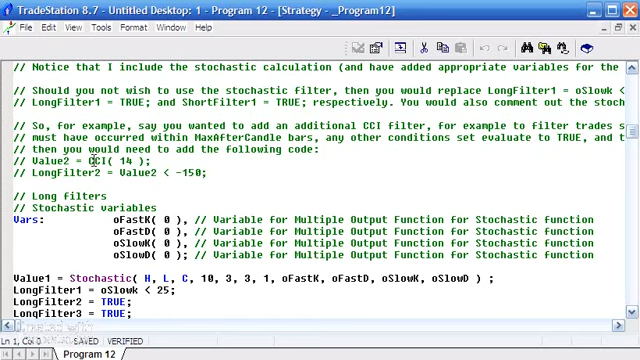 TradeStation 8.7 - Untitled Desktop: 1 - Program 12 - [Strategy - _Program12]
File Edit View Tools Format Window Help
// Notice that I include the stochastic calculation (and have added appropriate variables for the
// Should you not wish to use the stochastic filter, then you would replace LongFilter1 = oSlowk <
// LongFilter1 = TRUE; and ShortFilter1 = TRUE; respectively. You would also comment out the stoch
// So, for example, say you wanted to add an additional CCI filter, for example to filter trades s
// must have occurred within MaxAfterCandle bars, any other conditions set evaluate to TRUE, and t
// then you would need to add the following code:
// Value2 = CCI( 14 );
// LongFilter2 = Value2 < -150;
// Long filters
// Stochastic variables
Vars: oFastK( 0 ), // Variable for Multiple Output Function for Stochastic function
oFastD( 0 ), // Variable for Multiple Output Function for Stochastic function
oSlowK( 0 ), // Variable for Multiple Output Function for Stochastic function
oSlowD( 0 ); // Variable for Multiple Output Function for Stochastic function
Value1 = Stochastic( H, L, C, 10, 3, 3, 1, oFastK, oFastD, oSlowK, oSlowD ) ;
LongFilter1 = oSlowk < 25;
LongFilter2 = TRUE;
LongFilter3 = TRUE;
Ln 1, Col 0 SAVED VERIFIED
Program 12